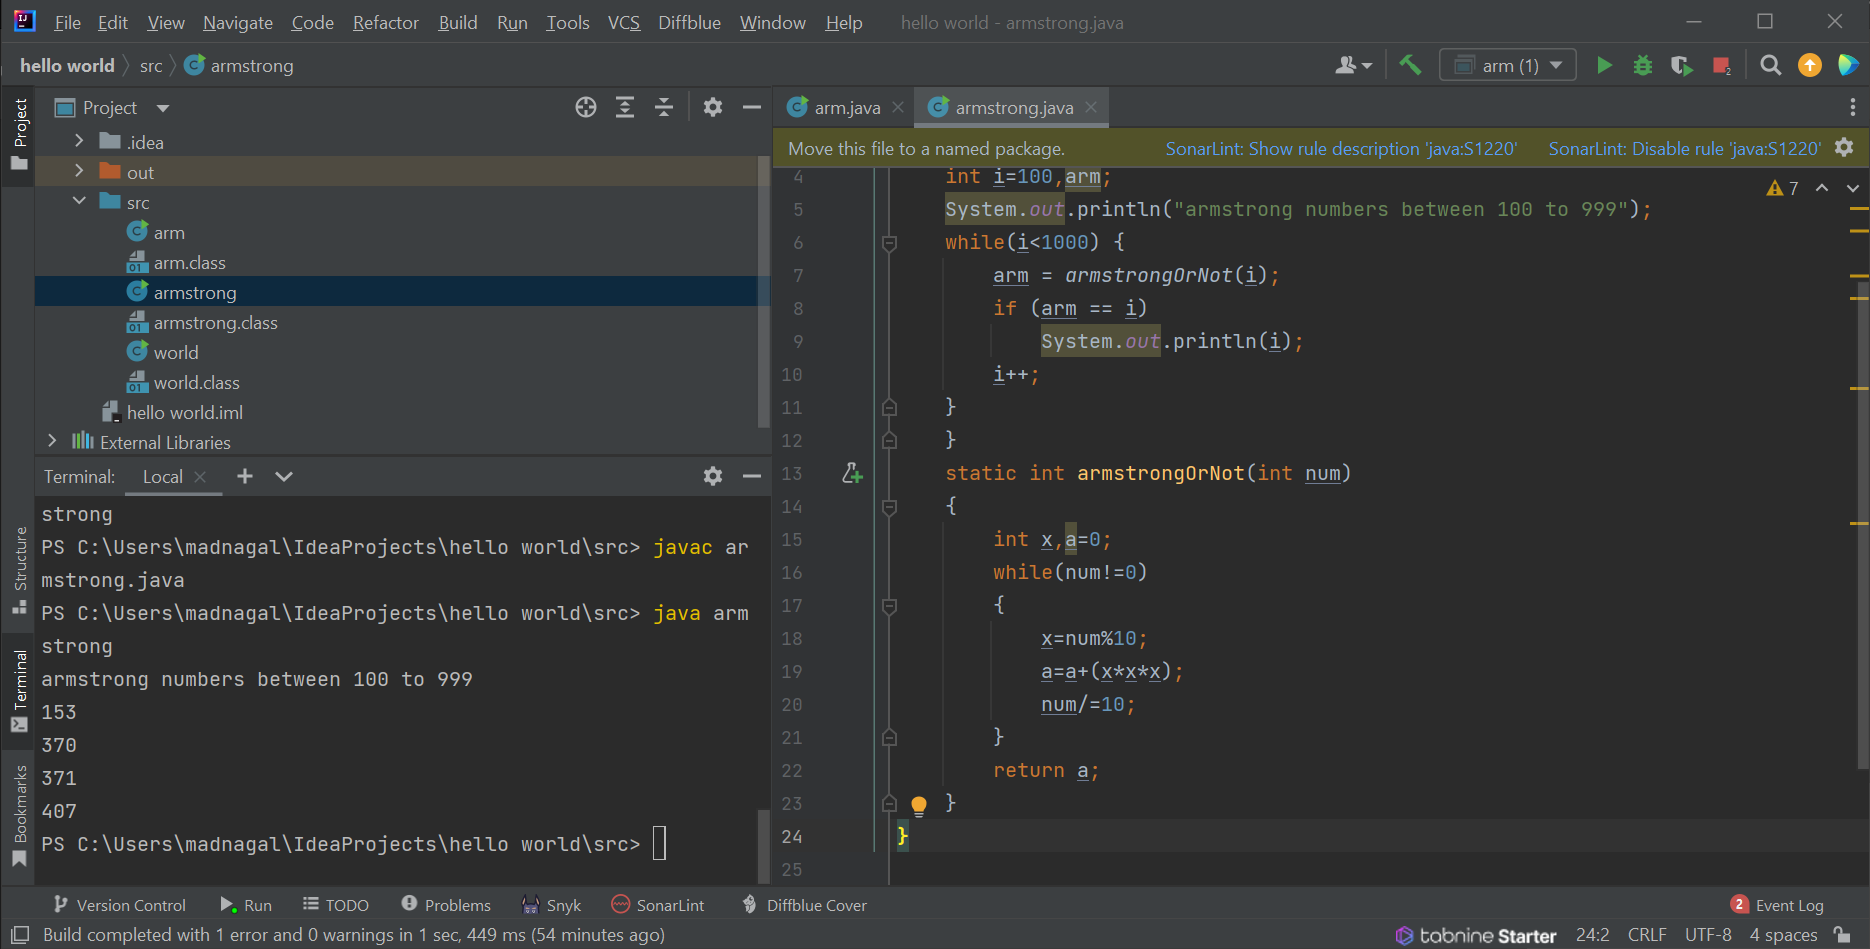 File Edit View Navigate Code Refactor Build Run Tools VCS Diffblue Window Help hello world - armstrong.java
hello world src armstrong
arm (1)
2
Project
Project
.idea
out
src
arm
arm.class
armstrong
armstrong.class
world
world.class
hello world.iml
External Libraries
arm.java
armstrong.java
Move this file to a named package. SonarLint: Show rule description 'java:S1220' SonarLint: Disable rule 'java:S1220'
7
4 int i=100,arm;
5 System.out.println("armstrong numbers between 100 to 999");
6 while(i<1000) {
7 arm = armstrongOrNot(i);
8 if (arm == i)
9 System.out.println(i);
10 i++;
11 }
12 }
13 static int armstrongOrNot(int num)
14 {
15 int x,a=0;
16 while(num!=0)
17 {
18 x=num%10;
19 a=a+(x*x*x);
20 num/=10;
21 }
22 return a;
23 }
24 }
25
Structure
Terminal
Bookmarks
Terminal: Local
strong
PS C:\Users\madnagal\IdeaProjects\hello world\src> javac ar
mstrong.java
PS C:\Users\madnagal\IdeaProjects\hello world\src> java arm
strong
armstrong numbers between 100 to 999
153
370
371
407
PS C:\Users\madnagal\IdeaProjects\hello world\src>
Version Control Run TODO Problems Snyk SonarLint Diffblue Cover 2 Event Log
Build completed with 1 error and 0 warnings in 1 sec, 449 ms (54 minutes ago) tabnine Starter 24:2 CRLF UTF-8 4 spaces